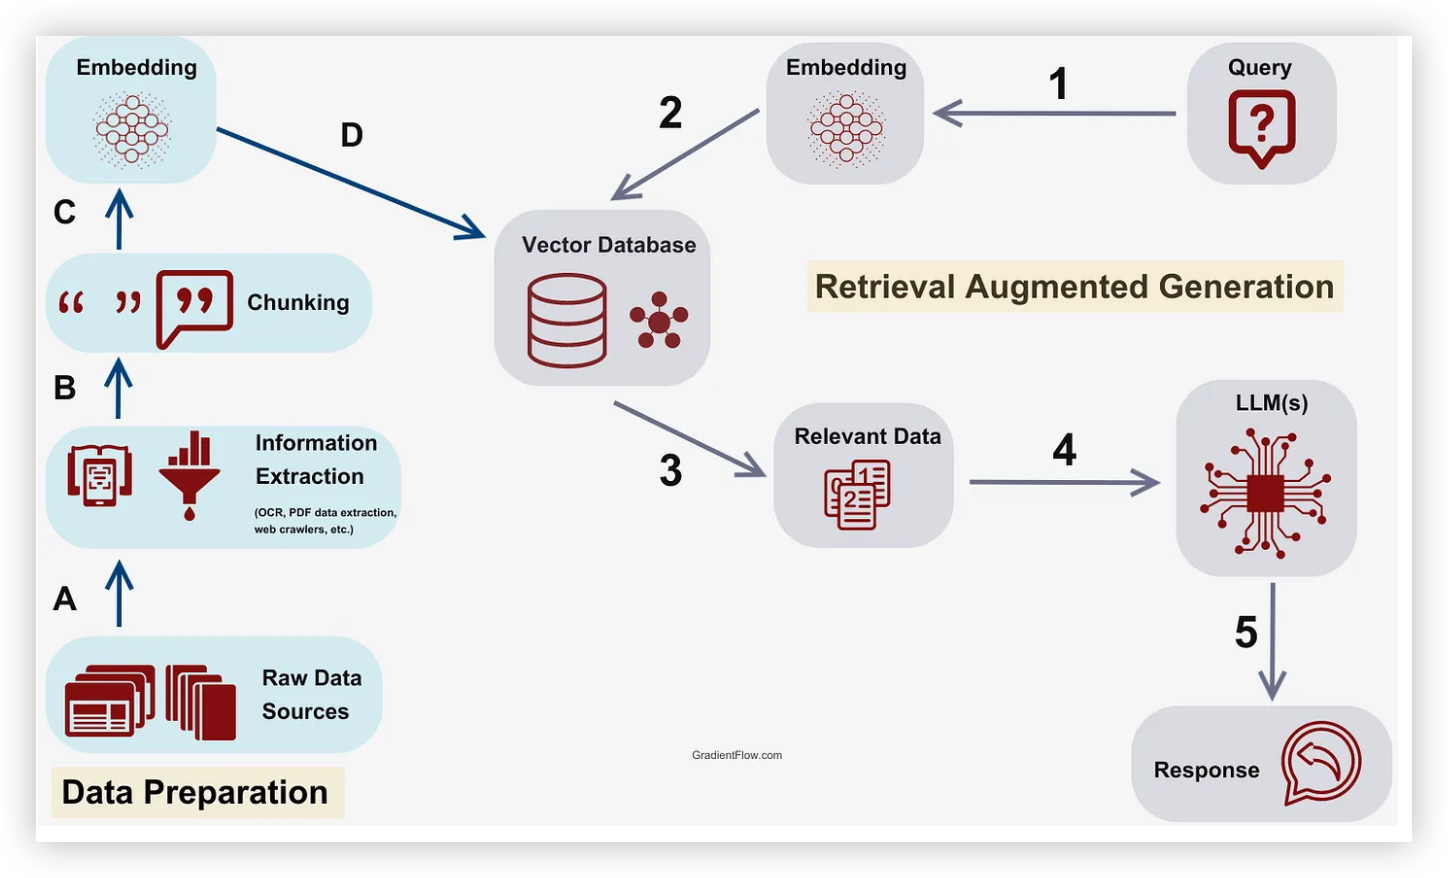 Embedding
D
2
Embedding
1
Query
?
C
Vector Database
Retrieval Augmented Generation
“ ” ”
Chunking
B
Information
Extraction
(OCR, PDF data extraction,
web crawlers, etc.)
3
Relevant Data
0 1
2
4
LLM(s)
A
5
Raw Data
Sources
GradientFlow.com
Response
Data Preparation